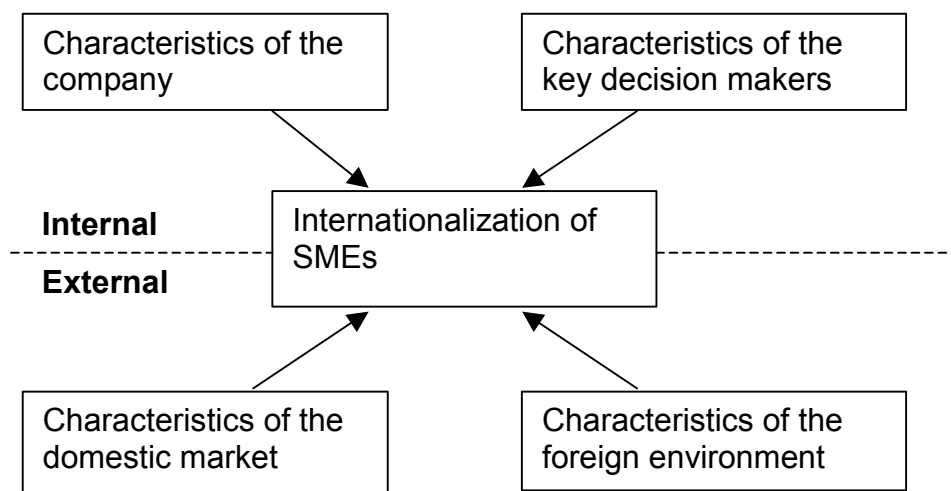 Characteristics of the
company
Characteristics of the
key decision makers
Internal
Internationalization of
SMEs
External
Characteristics of the
domestic market
Characteristics of the
foreign environment